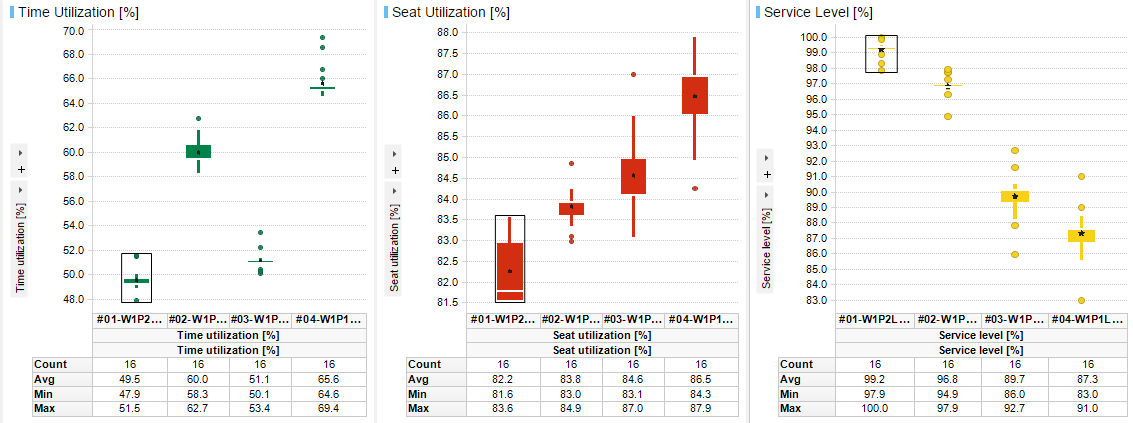 Time Utilization [%]
70.0
68.0
66.0
64.0
62.0
60.0
58.0
56.0
54.0
52.0
50.0
48.0
+
Time utilization [%]
#01-W1P2... #02-W1P... #03-W1P... #04-W1P1...
Time utilization [%]
Time utilization [%]
Count 16 16 16 16
Avg 49.5 60.0 51.1 65.6
Min 47.9 58.3 50.1 64.6
Max 51.5 62.7 53.4 69.4
Seat Utilization [%]
88.0
87.5
87.0
86.5
86.0
85.5
85.0
84.5
84.0
83.5
83.0
82.5
82.0
81.5
+
Seat utilization [%]
#01-W1P2... #02-W1P... #03-W1P... #04-W1P1...
Seat utilization [%]
Seat utilization [%]
Count 16 16 16 16
Avg 82.2 83.8 84.6 86.5
Min 81.6 83.0 83.1 84.3
Max 83.6 84.9 87.0 87.9
Service Level [%]
100.0
99.0
98.0
97.0
96.0
95.0
94.0
93.0
92.0
91.0
90.0
89.0
88.0
87.0
86.0
85.0
84.0
83.0
+
Service level [%]
#01-W1P2L... #02-W1P... #03-W1P... #04-W1P1L...
Service level [%]
Service level [%]
Count 16 16 16 16
Avg 99.2 96.8 89.7 87.3
Min 97.9 94.9 86.0 83.0
Max 100.0 97.9 92.7 91.0